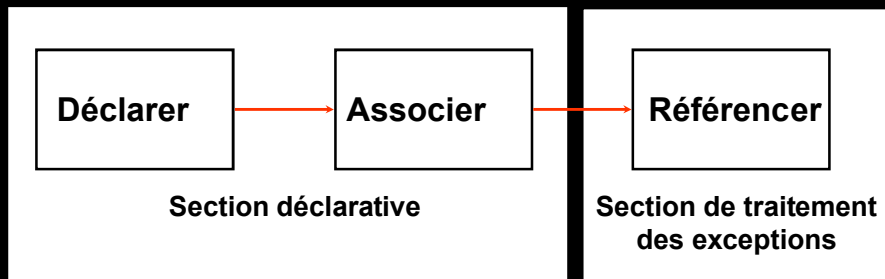 Déclarer
Associer
Référencer
Section déclarative
Section de traitement
des exceptions